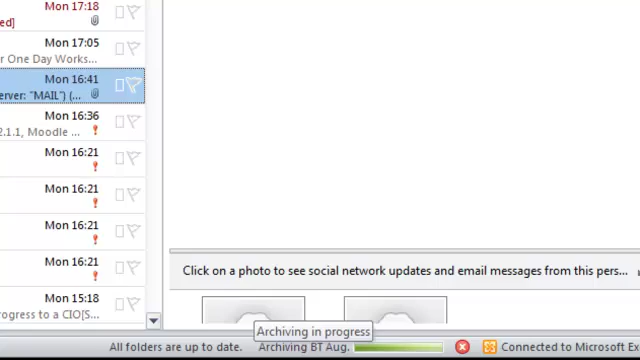 Mon 17:18
ed]
Mon 17:05
r One Day Works...
Mon 16:41
erver: "MAIL") (...
Mon 16:36
2.1.1, Moodle ...
Mon 16:21
Mon 16:21
Mon 16:21
Mon 16:21
Mon 15:18
rogress to a CIO[S...
Click on a photo to see social network updates and email messages from this pers...
Archiving in progress
All folders are up to date. Archiving BT Aug. Connected to Microsoft Ex